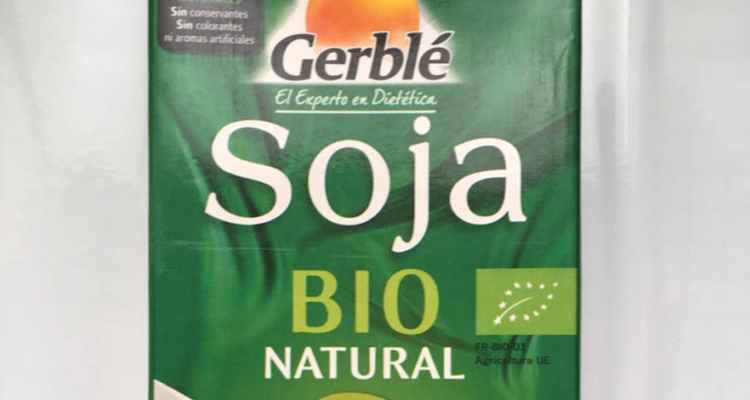 Sin conservantes
Sin colorantes
ni aromas artificiales
Gerblé
El Experto en Dietética
Soja
BIO
NATURAL
FR-BIO-01
Agricultura UE